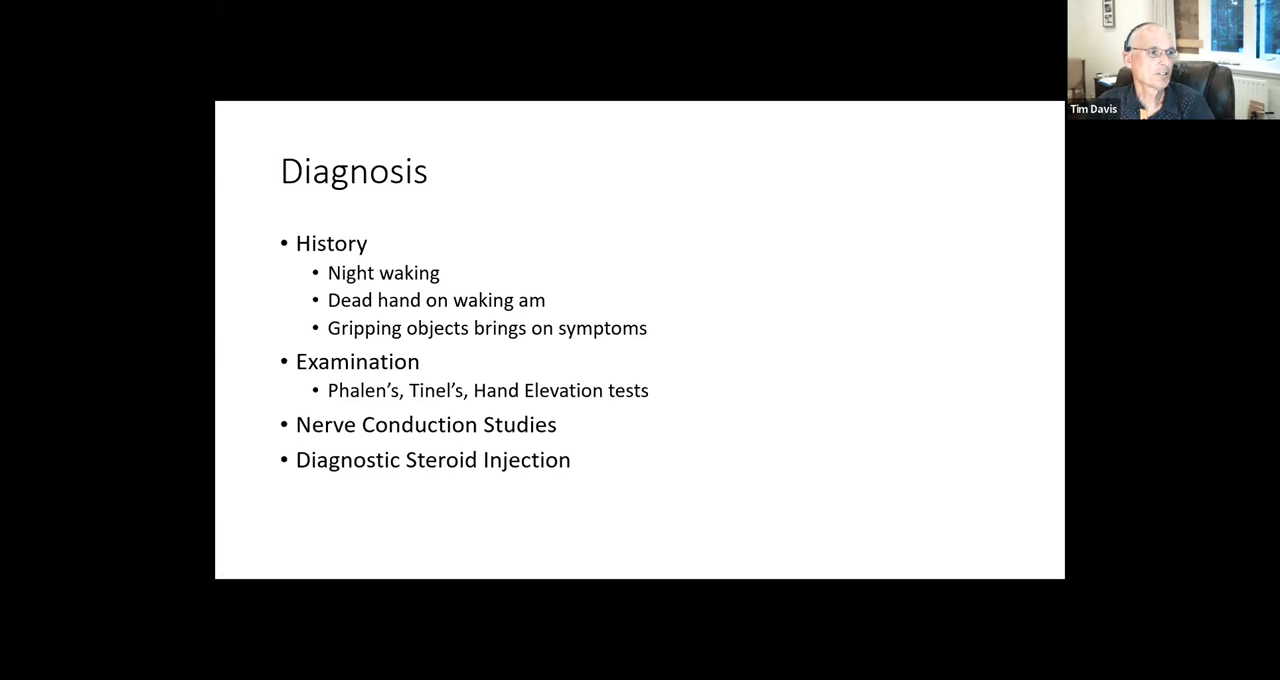 Diagnosis
• History
• Night waking
• Dead hand on waking am
• Gripping objects brings on symptoms
• Examination
• Phalen’s, Tinel’s, Hand Elevation tests
• Nerve Conduction Studies
• Diagnostic Steroid Injection
Tim Davis